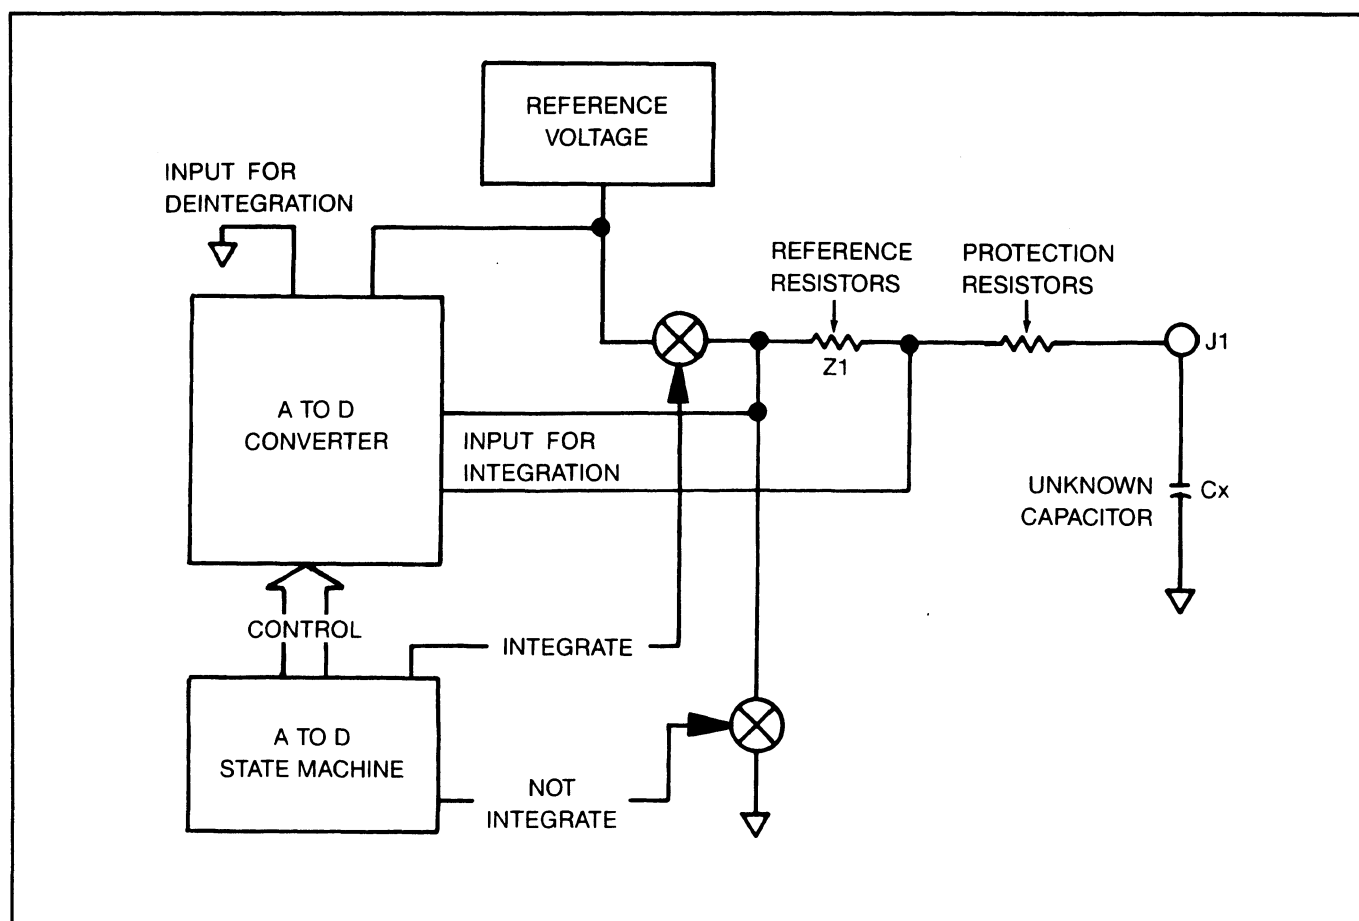 REFERENCE
VOLTAGE
INPUT FOR
DEINTEGRATION
REFERENCE
RESISTORS
PROTECTION
RESISTORS
Z1
J1
A TO D
CONVERTER
INPUT FOR
INTEGRATION
UNKNOWN
CAPACITOR
Cx
CONTROL
INTEGRATE
A TO D
STATE MACHINE
NOT
INTEGRATE